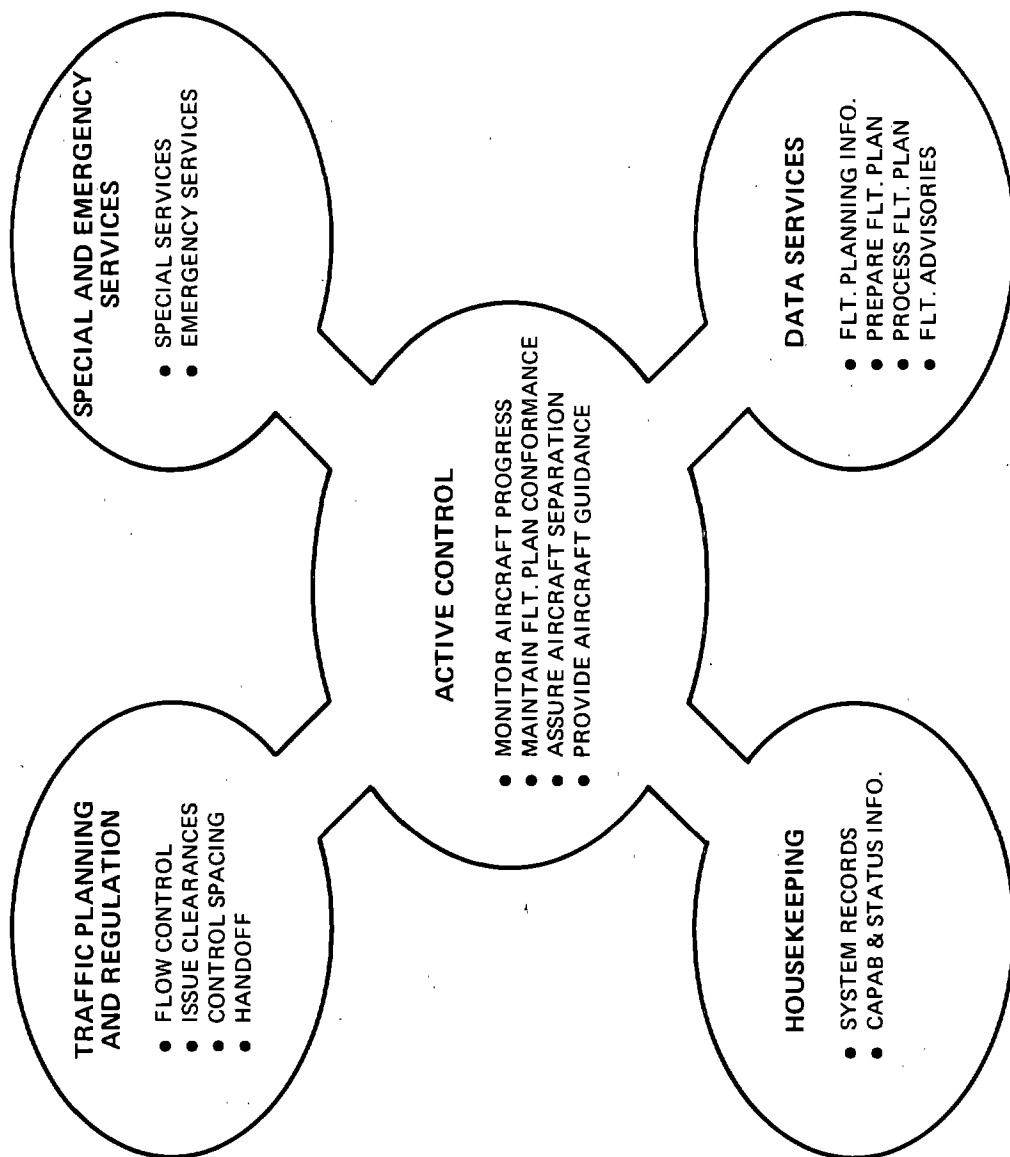 TRAFFIC PLANNING
AND REGULATION
● FLOW CONTROL
● ISSUE CLEARANCES
● CONTROL SPACING
● HANDOFF
SPECIAL AND EMERGENCY
SERVICES
● SPECIAL SERVICES
● EMERGENCY SERVICES
ACTIVE CONTROL
● MONITOR AIRCRAFT PROGRESS
● MAINTAIN FLT. PLAN CONFORMANCE
● ASSURE AIRCRAFT SEPARATION
● PROVIDE AIRCRAFT GUIDANCE
HOUSEKEEPING
● SYSTEM RECORDS
● CAPAB & STATUS INFO.
DATA SERVICES
● FLT. PLANNING INFO.
● PREPARE FLT. PLAN
● PROCESS FLT. PLAN
● FLT. ADVISORIES